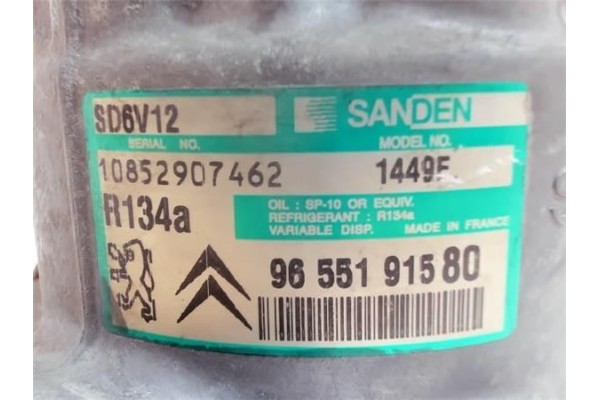 SD6V12
SANDEN
SERIAL NO.
MODEL NO.
10852907462
1449F
R134a
OIL : SP-10 OR EQUIV.
REFRIGERANT : R134a
VARIABLE DISP. MADE IN FRANCE
96 551 915 80